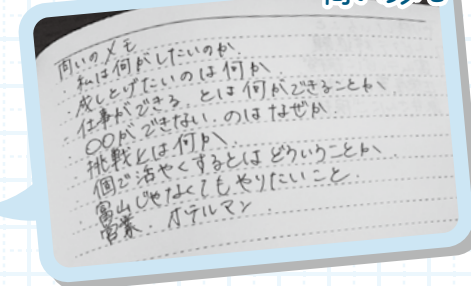 問いのメモ
私は何がしたいのか、
・成しとげたいのは何か
・仕事ができる、とは何ができることか、
・〇〇ができない、のはなぜか
・挑戦とは何か、
・個で活やくするとはどういうことか、
・富山じゃなくてもやりたいこと、
営業、ホテルマン、